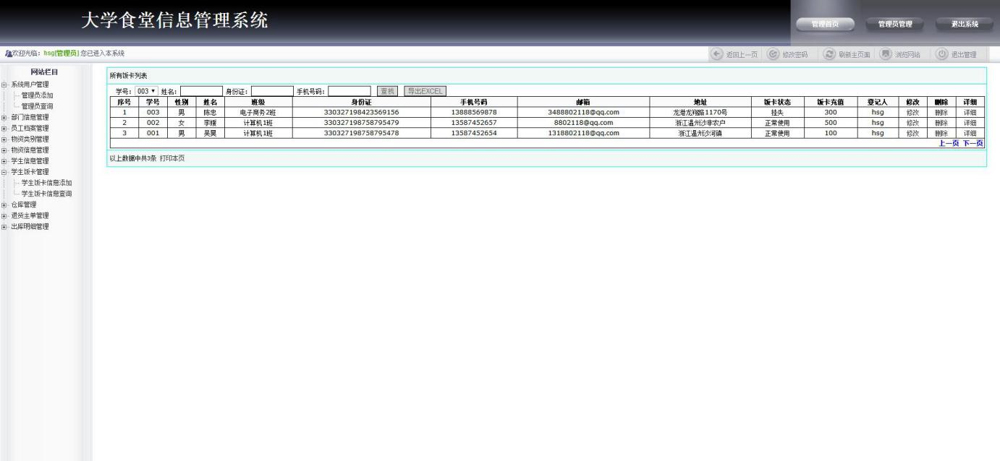 大学食堂信息管理系统
管理首页 管理员管理 退出系统
欢迎光临: hsg[管理员] 您已进入本系统
返回上一页 修改密码 刷新主页面 浏览网站 退出管理
网站栏目
系统用户管理
管理员添加
管理员查询
部门信息管理
员工档案管理
物资类别管理
物资信息管理
学生信息管理
学生饭卡管理
学生饭卡信息添加
学生饭卡信息查询
仓库管理
退货主单管理
出库明细管理
所有饭卡列表
学号: 003 姓名: 身份证: 手机号码: 查找 导出EXCEL
序号 学号 性别 姓名 班级 身份证 手机号码 邮箱 地址 饭卡状态 饭卡充值 登记人 修改 删除 详细
1 003 男 陈忠 电子商务2班 330327198423569156 13888569878 3488802118@qq.com 龙港龙翔路1170号 挂失 300 hsg 修改 删除 详细
2 002 女 李媛 计算机1班 330327198758795479 13587452657 8802118@qq.com 浙江温州沙非农户 正常使用 500 hsg 修改 删除 详细
3 001 男 吴昊 计算机1班 330327198758795478 13587452654 1318802118@qq.com 浙江温州沙河镇 正常使用 100 hsg 修改 删除 详细
上一页 下一页
以上数据中共3条 打印本页